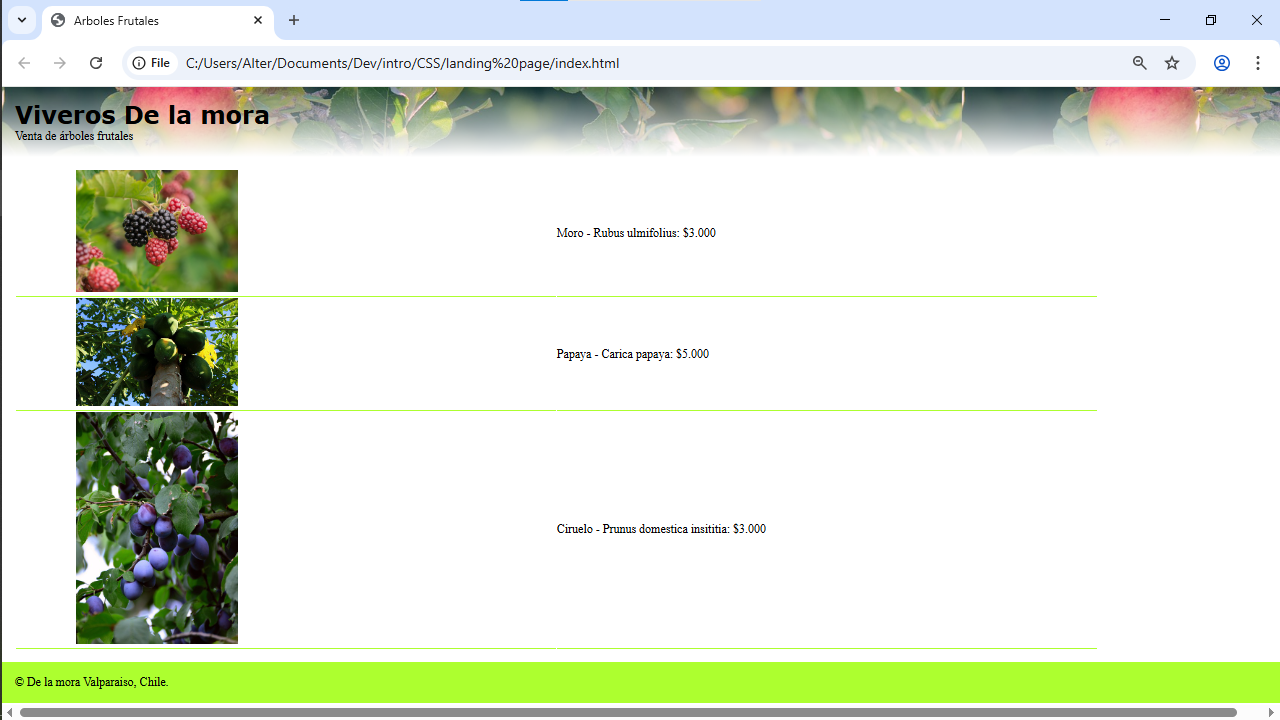 Arboles Frutales
File
C:/Users/Alter/Documents/Dev/intro/CSS/landing%20page/index.html
Viveros De la mora
Venta de árboles frutales
Moro - Rubus ulmifolius: $3.000
Papaya - Carica papaya: $5.000
Ciruelo - Prunus domestica insititia: $3.000
© De la mora Valparaiso, Chile.